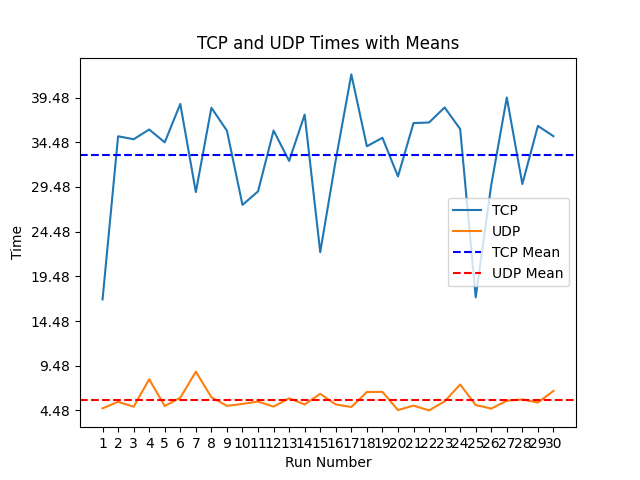 TCP and UDP Times with Means
39.48
34.48
29.48
24.48
19.48
14.48
9.48
4.48
Time
TCP
UDP
TCP Mean
UDP Mean
1 2 3 4 5 6 7 8 9 10 11 12 13 14 15 16 17 18 19 20 21 22 23 24 25 26 27 28 29 30
Run Number